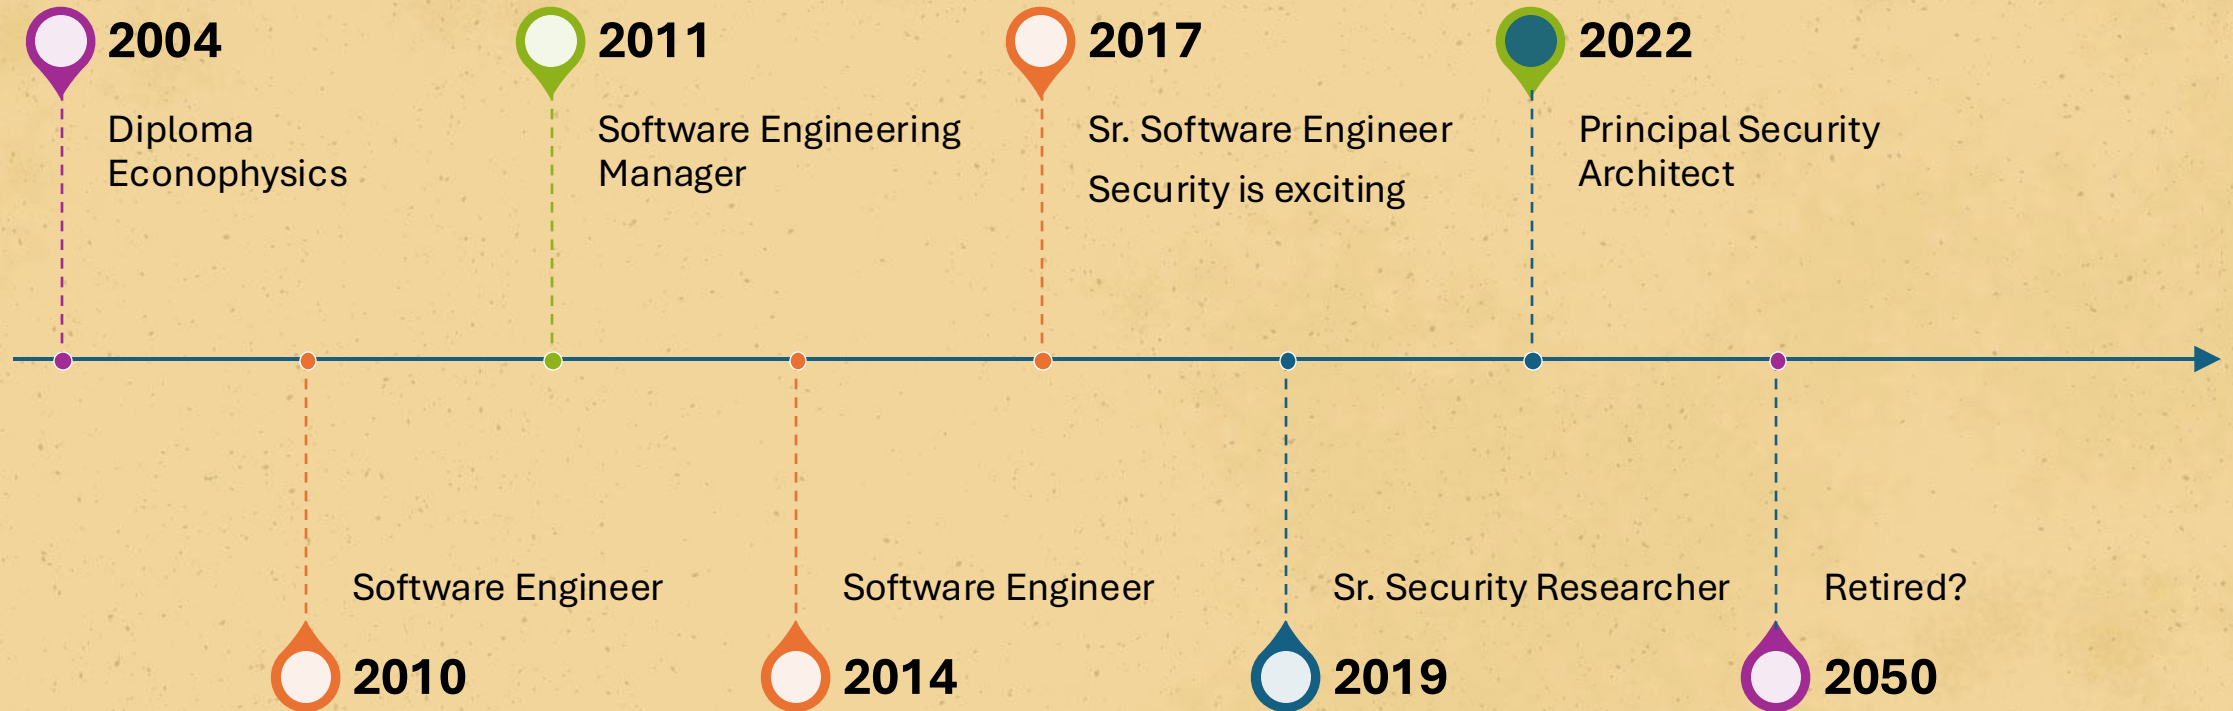 2004
Diploma
Econophysics
2011
Software Engineering
Manager
2017
Sr. Software Engineer
Security is exciting
2022
Principal Security
Architect
Software Engineer
2010
Software Engineer
2014
Sr. Security Researcher
2019
Retired?
2050